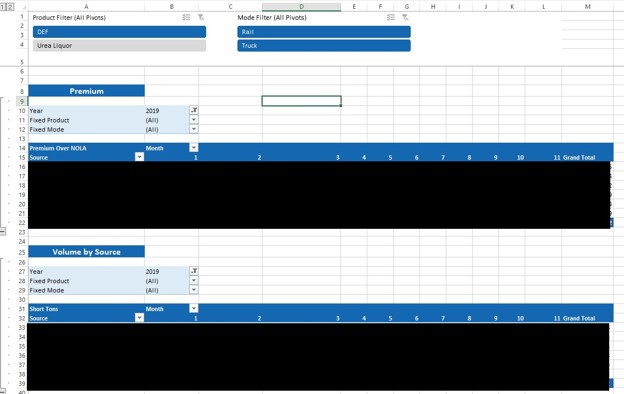 1 2
A B C D E F G H I J K L M
1 Product Filter (All Pivots) Mode Filter (All Pivots)
2
3 DEF Rail
4 Urea Liquor Truck
5
6
7
8 Premium
9
10 Year 2019
11 Fixed Product (All)
12 Fixed Mode (All)
13
14 Premium Over NOLA Month
15 Source 1 2 3 4 5 6 7 8 9 10 11 Grand Total
16
17
18
19
20
21
22
23
24
25 Volume by Source
26
27 Year 2019
28 Fixed Product (All)
29 Fixed Mode (All)
30
31 Short Tons Month
32 Source 1 2 3 4 5 6 7 8 9 10 11 Grand Total
33
34
35
36
37
38
39
40